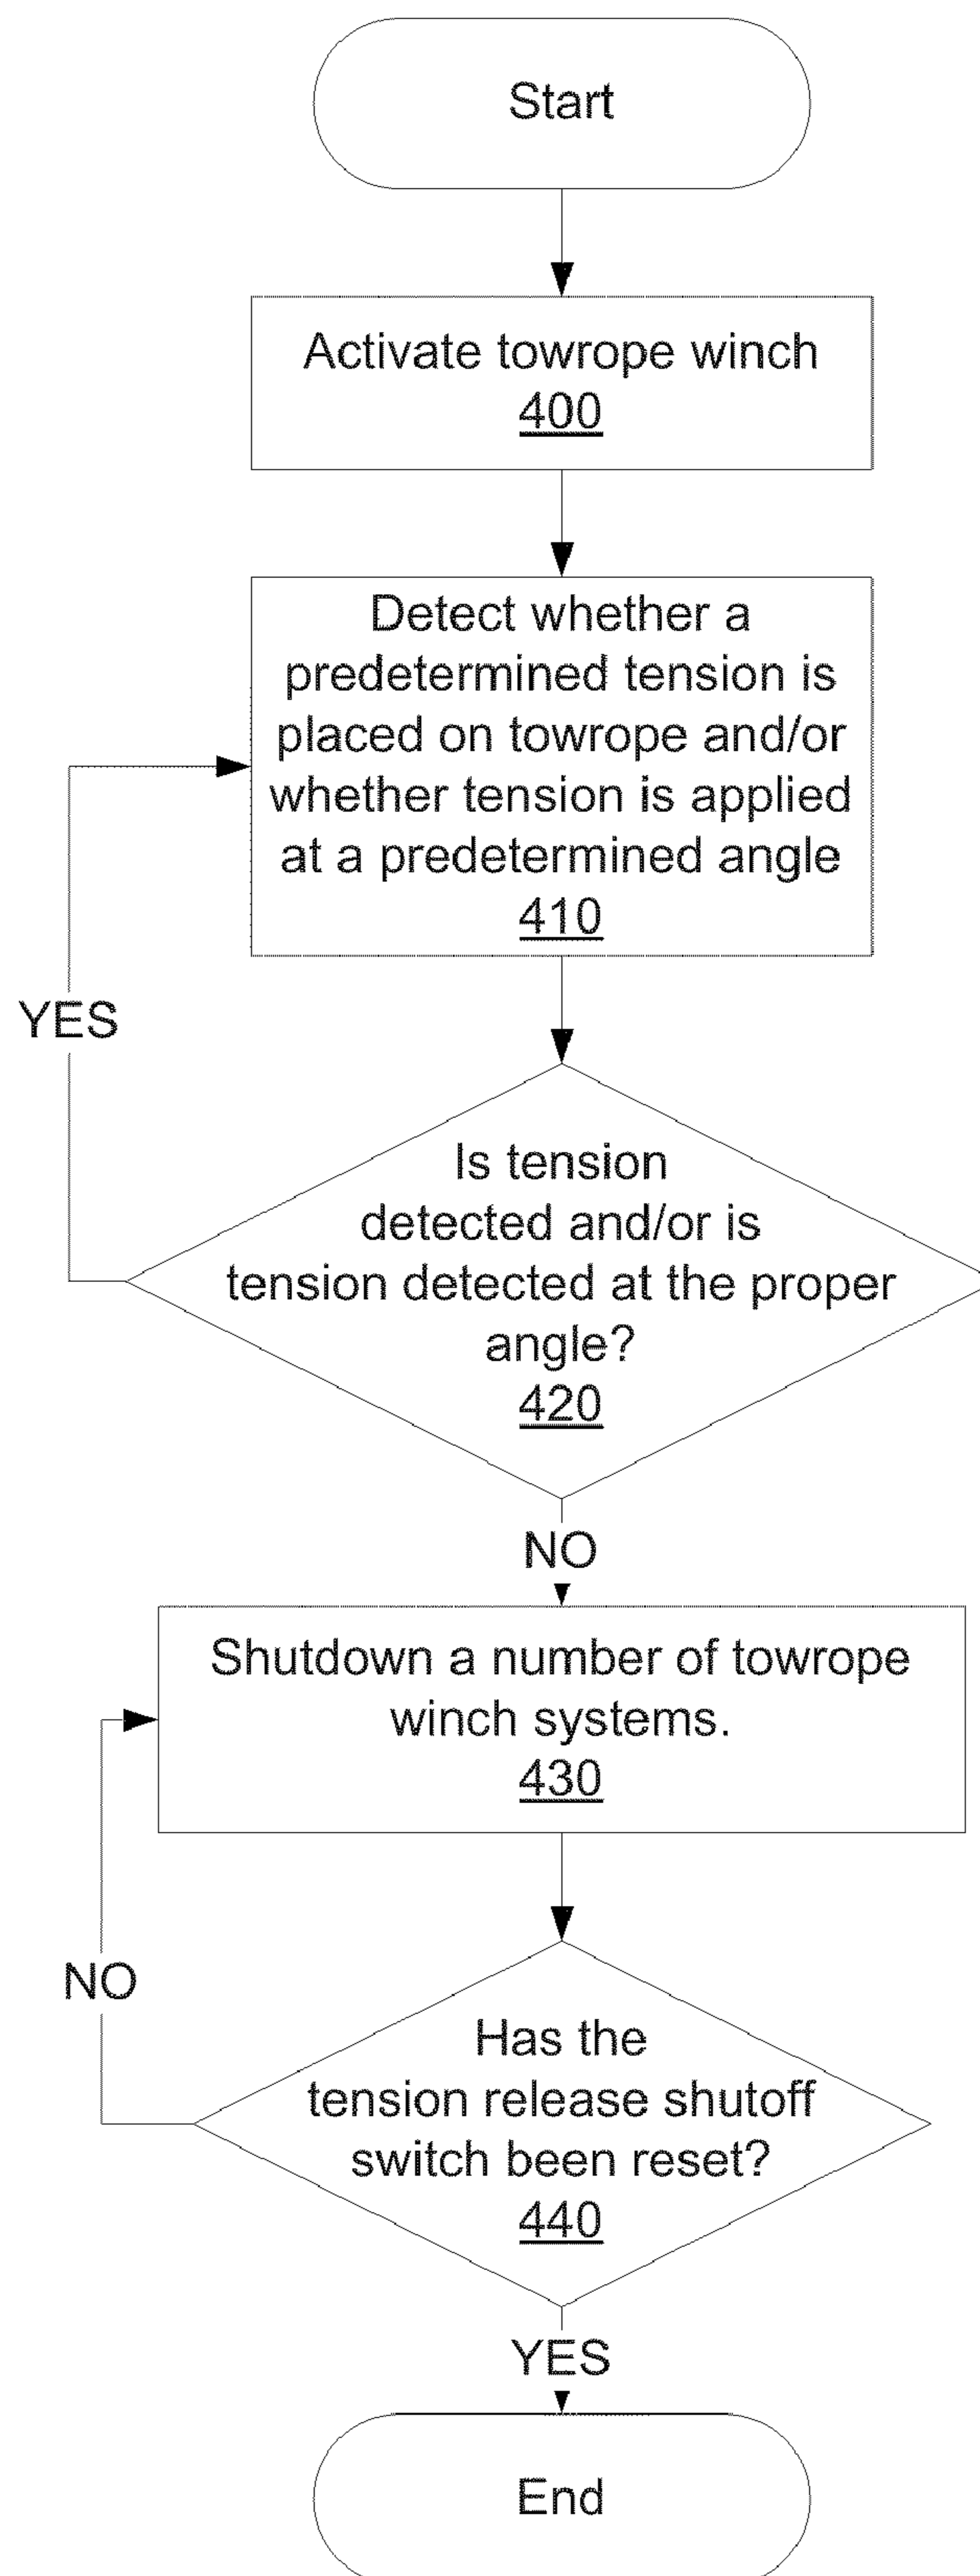 Start
Activate towrope winch
400
Detect whether a
predetermined tension is
placed on towrope and/or
whether tension is applied
at a predetermined angle
410
YES
Is tension
detected and/or is
tension detected at the proper
angle?
420
NO
Shutdown a number of towrope
winch systems.
430
NO
Has the
tension release shutoff
switch been reset?
440
YES
End